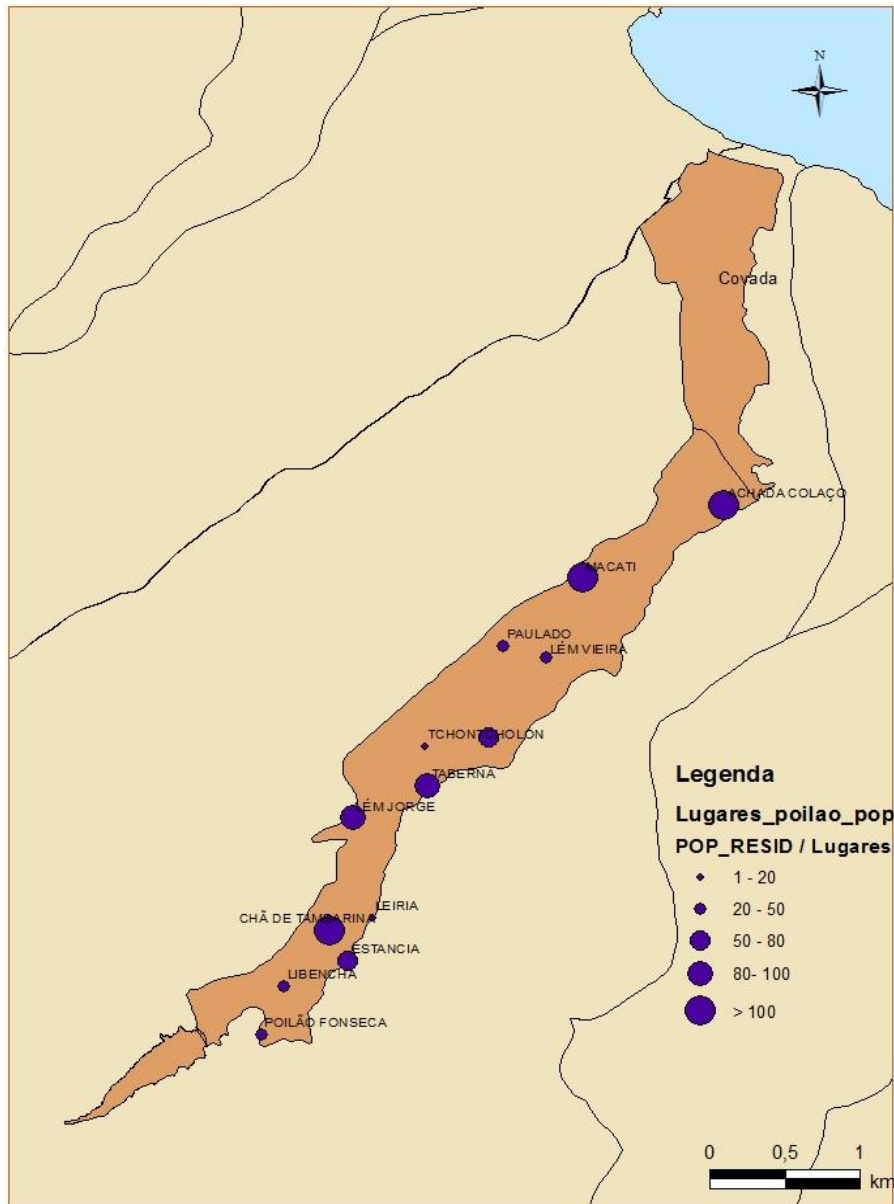 N
Covada
ACHADA COLAÇO
MACATI
PAULADO
LÉM VIEIRA
TCHONTCHOLON
TABERNA
LÉM JORGE
LEIRIA
CHÃ DE TAMBARINA
ESTANCIA
LIBENCHA
POILÃO FONSECA
Legenda
Lugares_poilao_pop
POP_RESID / Lugares
1 - 20
20 - 50
50 - 80
80- 100
> 100
0 0,5 1
km